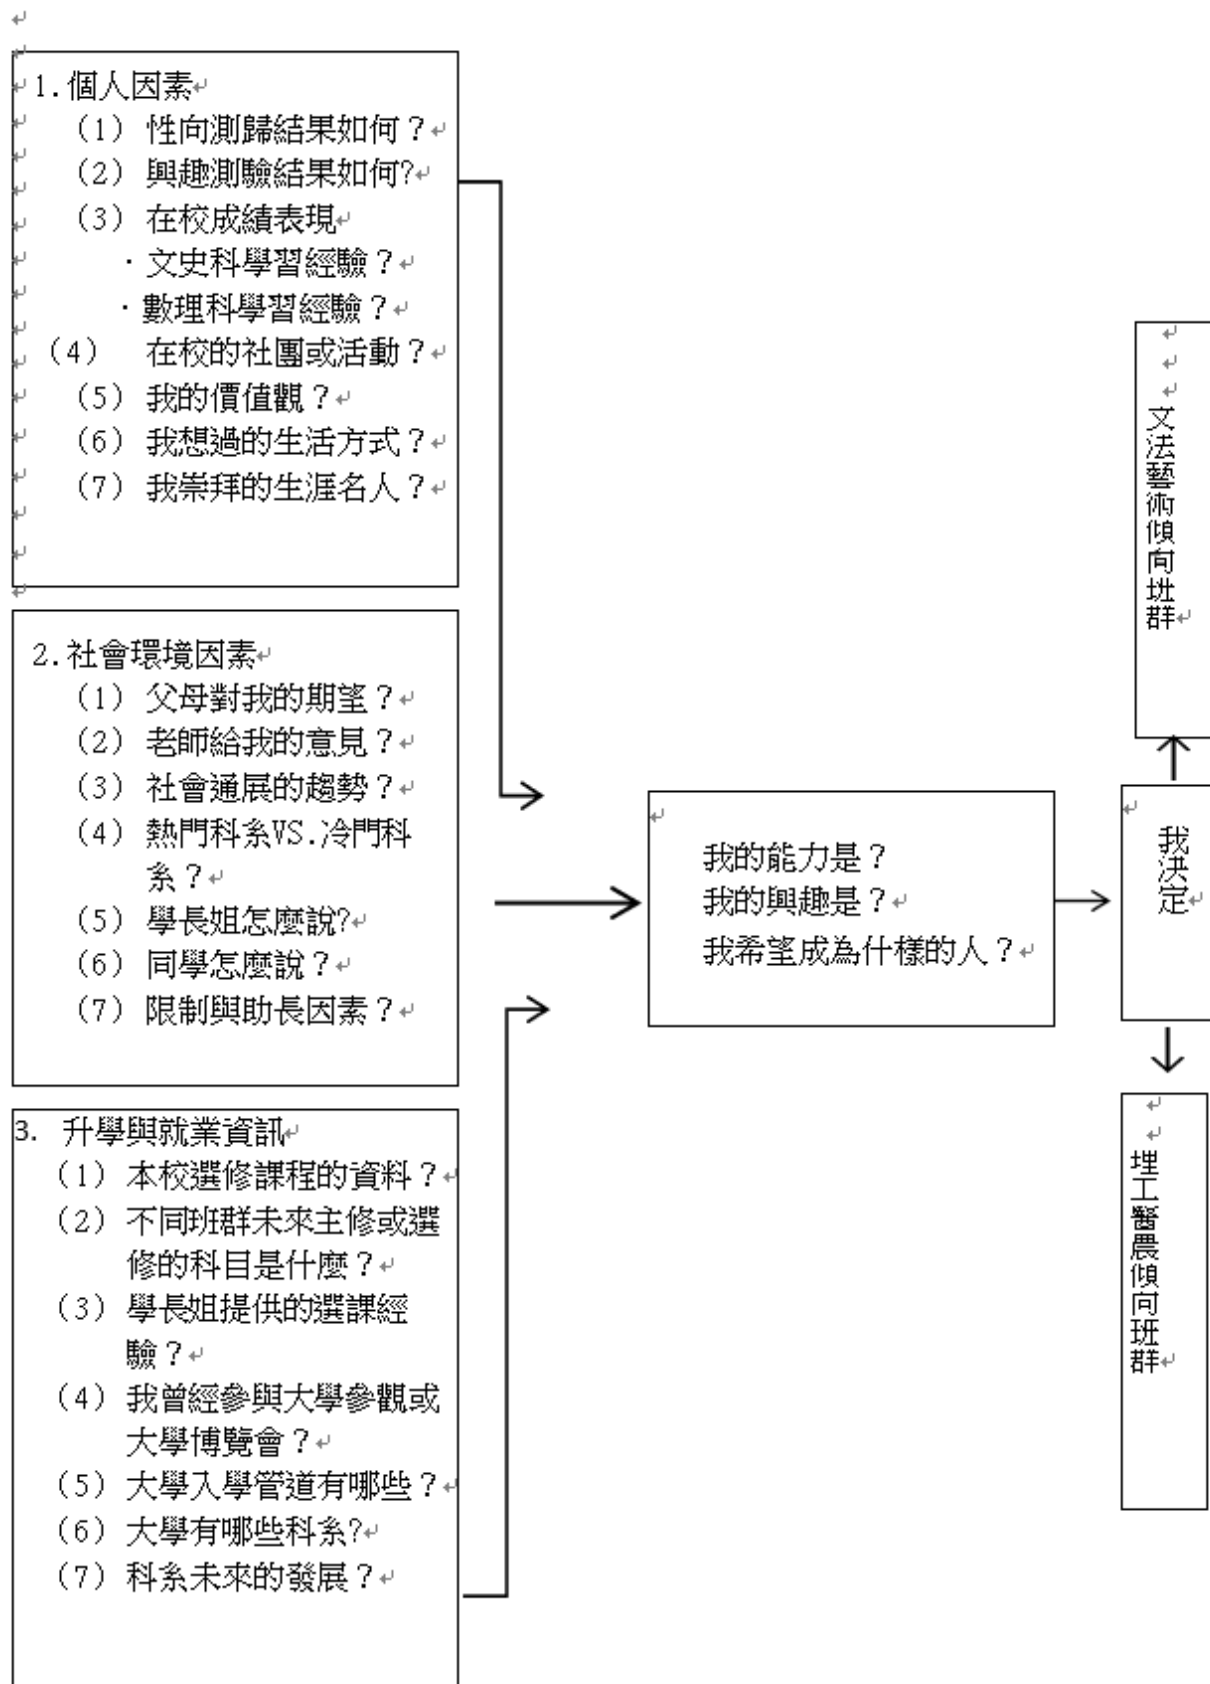 1.個人因素
(1) 性向測歸結果如何？
(2) 興趣測驗結果如何?
(3) 在校成績表現
·文史科學習經驗？
·數理科學習經驗？
(4) 在校的社團或活動？
(5) 我的價值觀？
(6) 我想過的生活方式？
(7) 我崇拜的生涯名人？
2.社會環境因素
(1) 父母對我的期望？
(2) 老師給我的意見？
(3) 社會通展的趨勢？
(4) 熱門科系VS.冷門科
系？
(5) 學長姐怎麼說?
(6) 同學怎麼說？
(7) 限制與助長因素？
3. 升學與就業資訊
(1) 本校選修課程的資料？
(2) 不同班群未來主修或選
修的科目是什麼？
(3) 學長姐提供的選課經
驗？
(4) 我曾經參與大學參觀或
大學博覽會？
(5) 大學入學管道有哪些？
(6) 大學有哪些科系?
(7) 科系未來的發展？
我的能力是？
我的興趣是？
我希望成為什樣的人？
我決定
文法藝術傾向班群
埋工醫農傾向班群